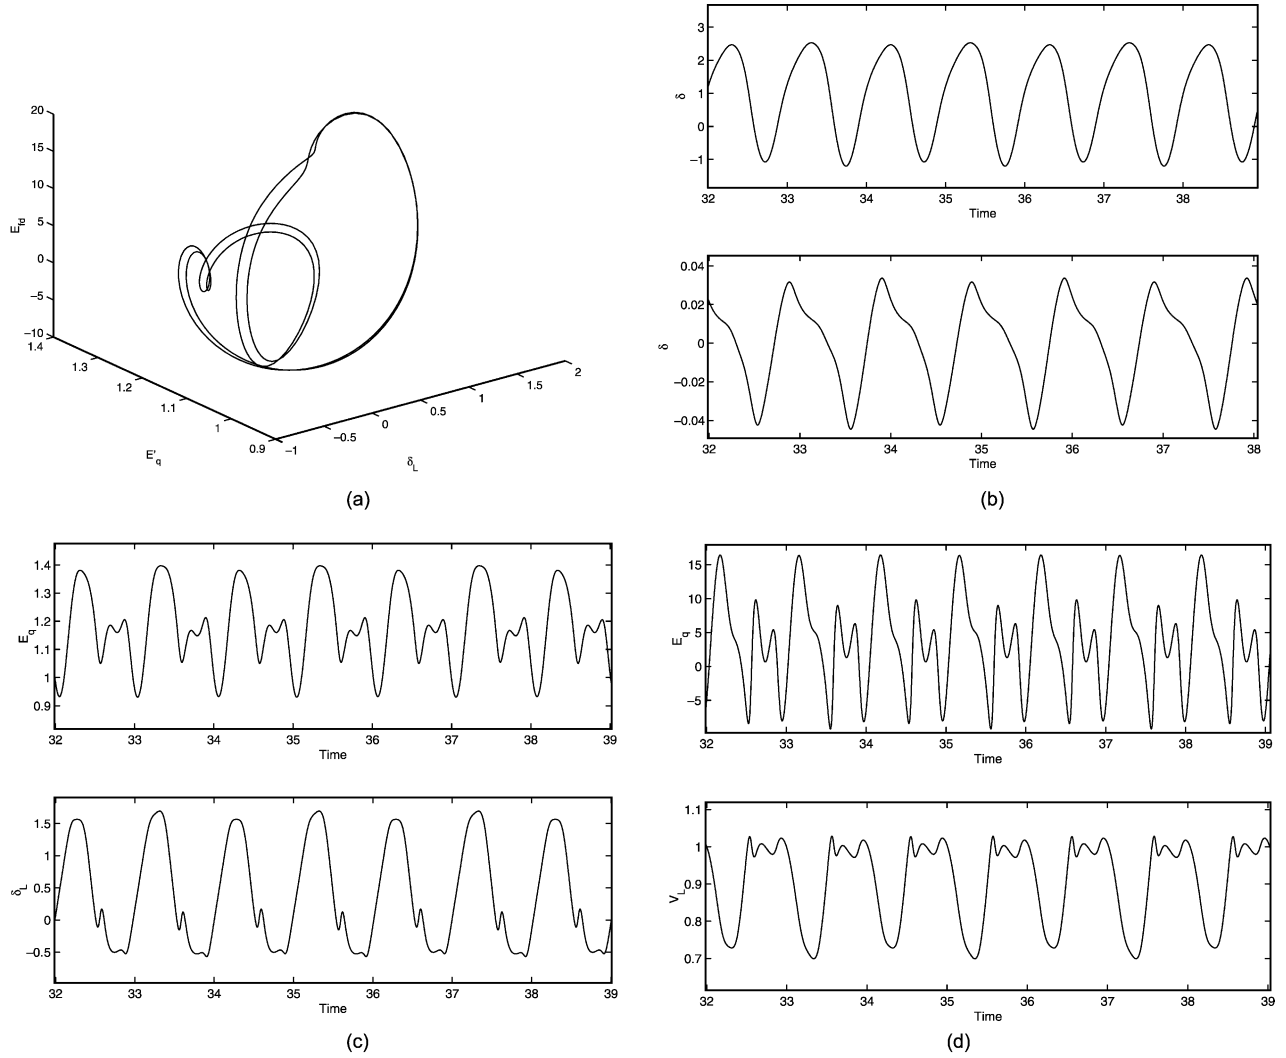 20
15
10
5
0
−5
−10
E_fd
1.4
1.3
1.2
1.1
1
0.9
E'_q
−1
−0.5
0
0.5
1
1.5
2
δ_L
(a)
3
2
1
0
−1
δ
32 33 34 35 36 37 38
Time
0.04
0.02
0
−0.02
−0.04
δ
32 33 34 35 36 37 38
Time
(b)
1.4
1.3
1.2
1.1
1
0.9
E_q
32 33 34 35 36 37 38 39
Time
1.5
1
0.5
0
−0.5
δ_L
32 33 34 35 36 37 38 39
Time
(c)
15
10
5
0
−5
E_q
32 33 34 35 36 37 38 39
Time
1.1
1
0.9
0.8
0.7
V_L
32 33 34 35 36 37 38 39
Time
(d)